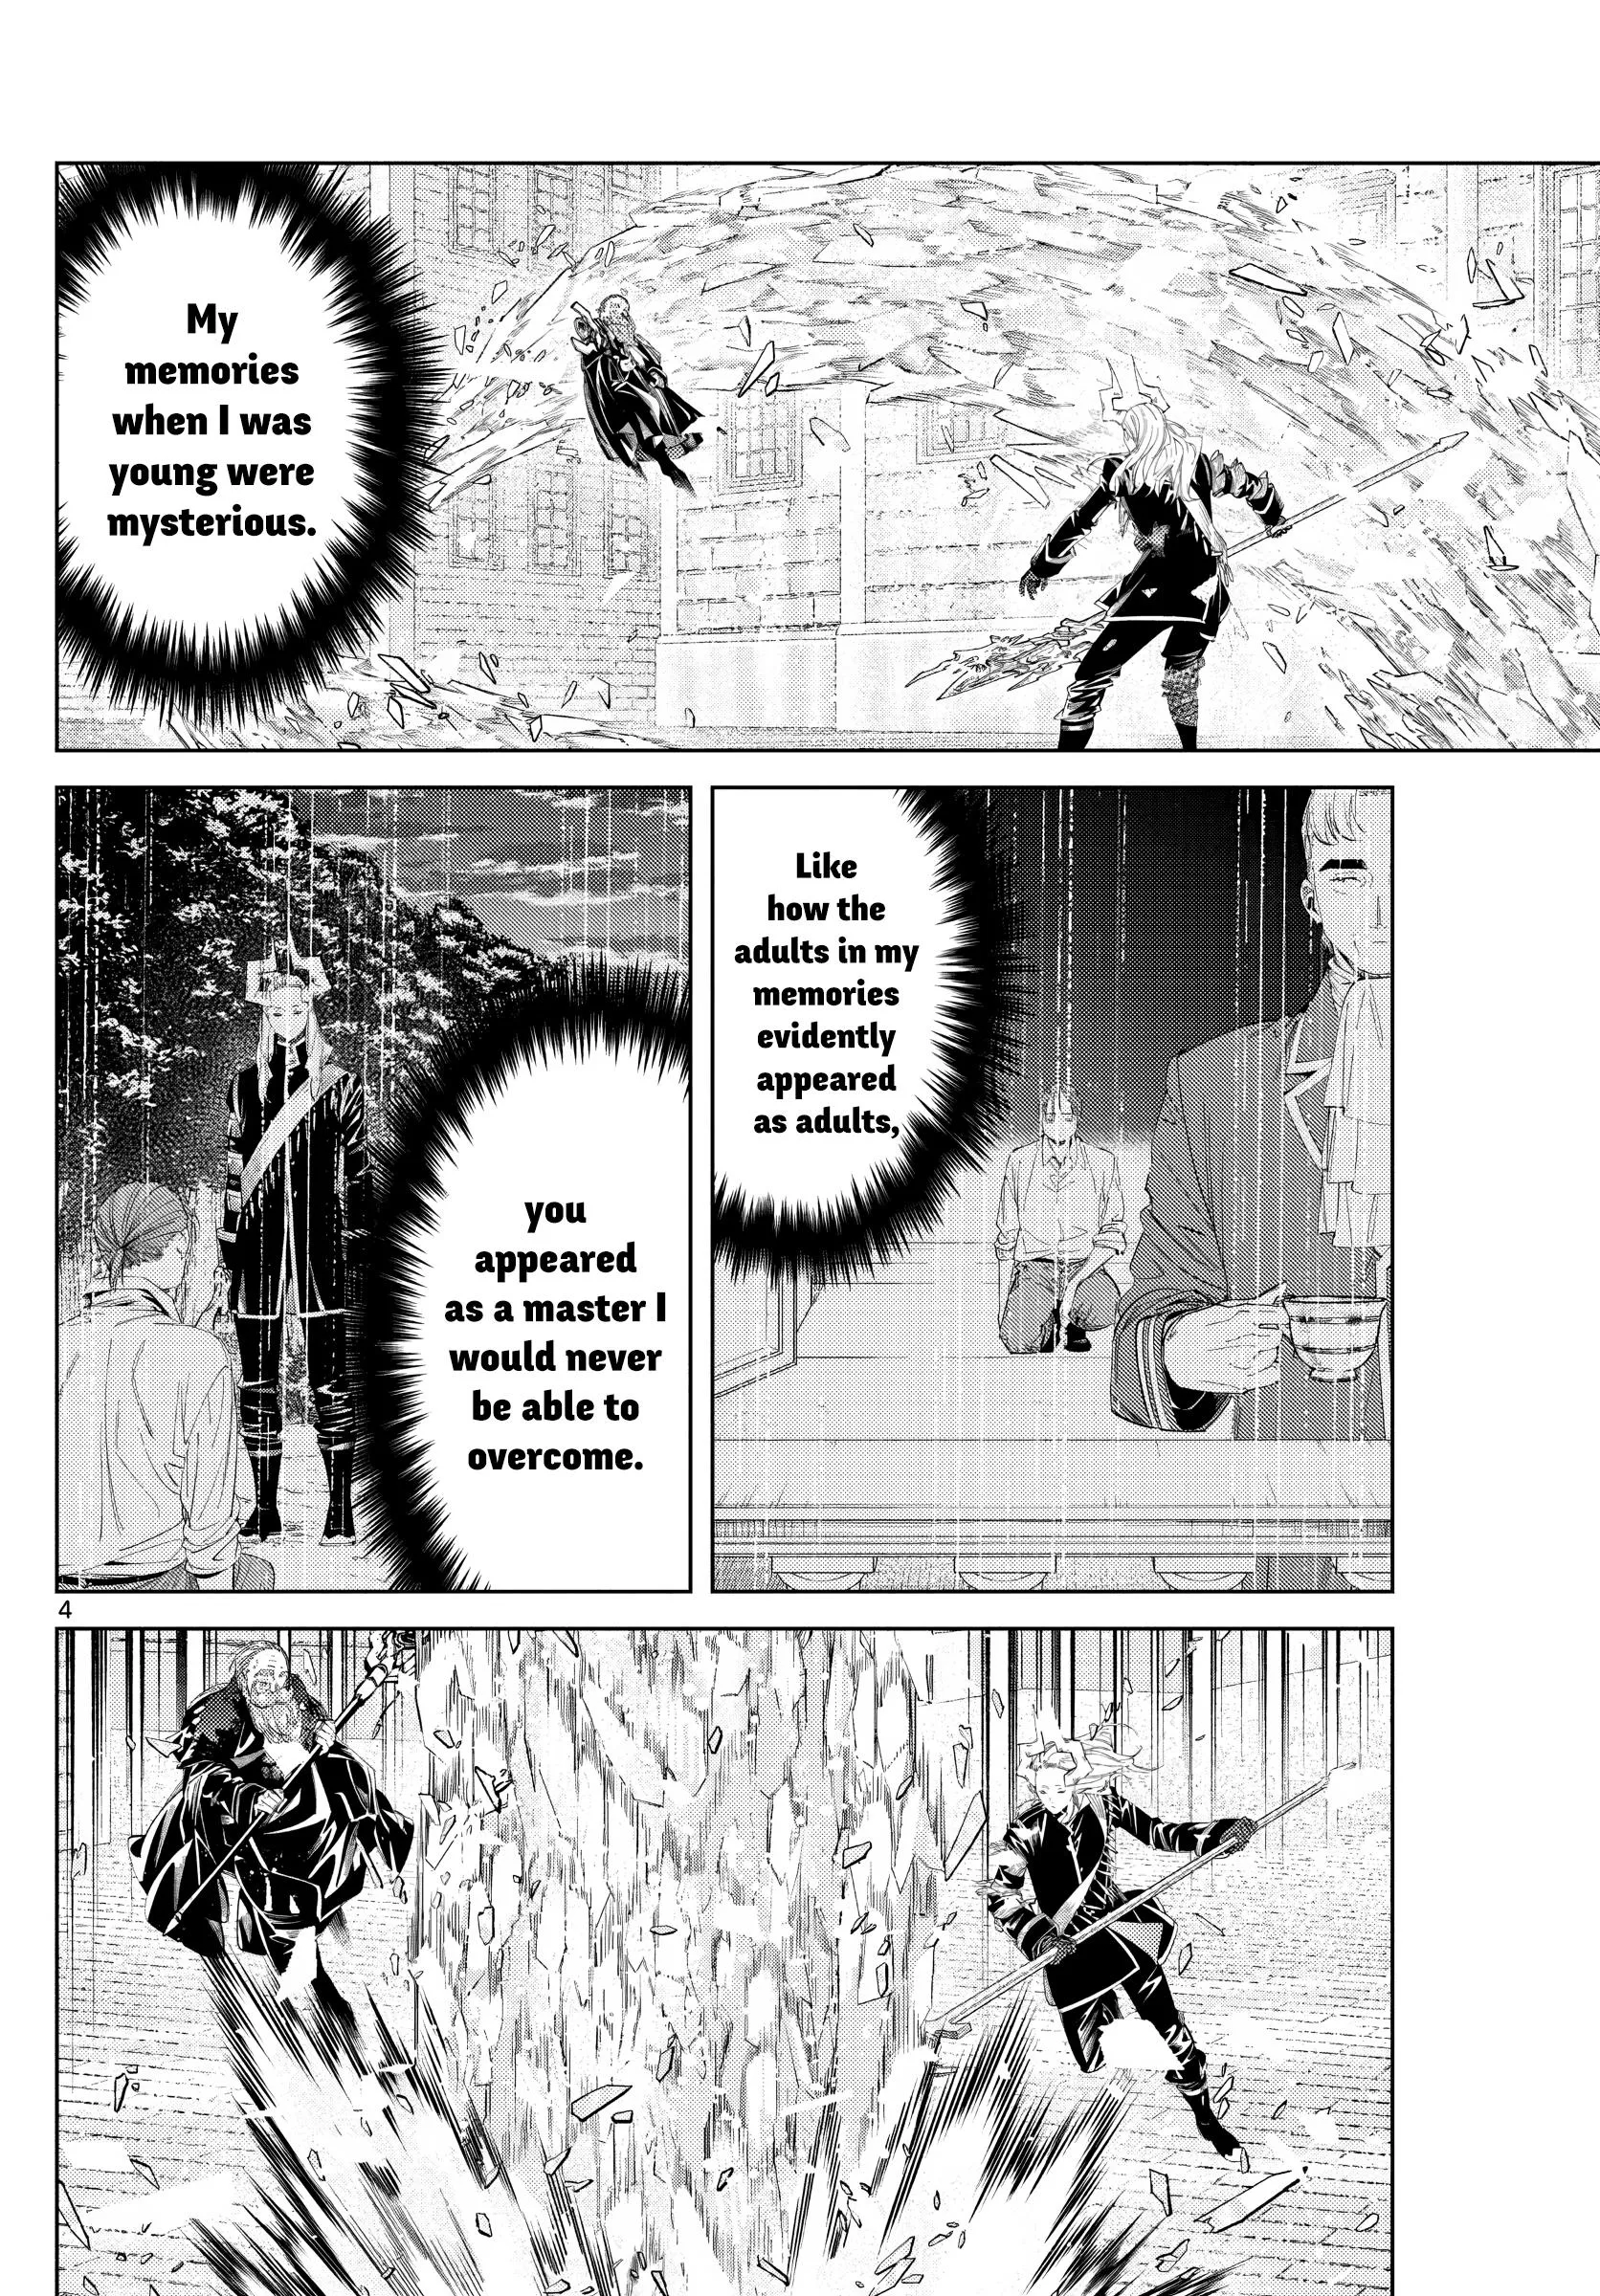 My
memories
when I was
young were
mysterious.
Like
how the
adults in my
memories
evidently
appeared
as adults,
you
appeared
as a master I
would never
be able to
overcome.
4